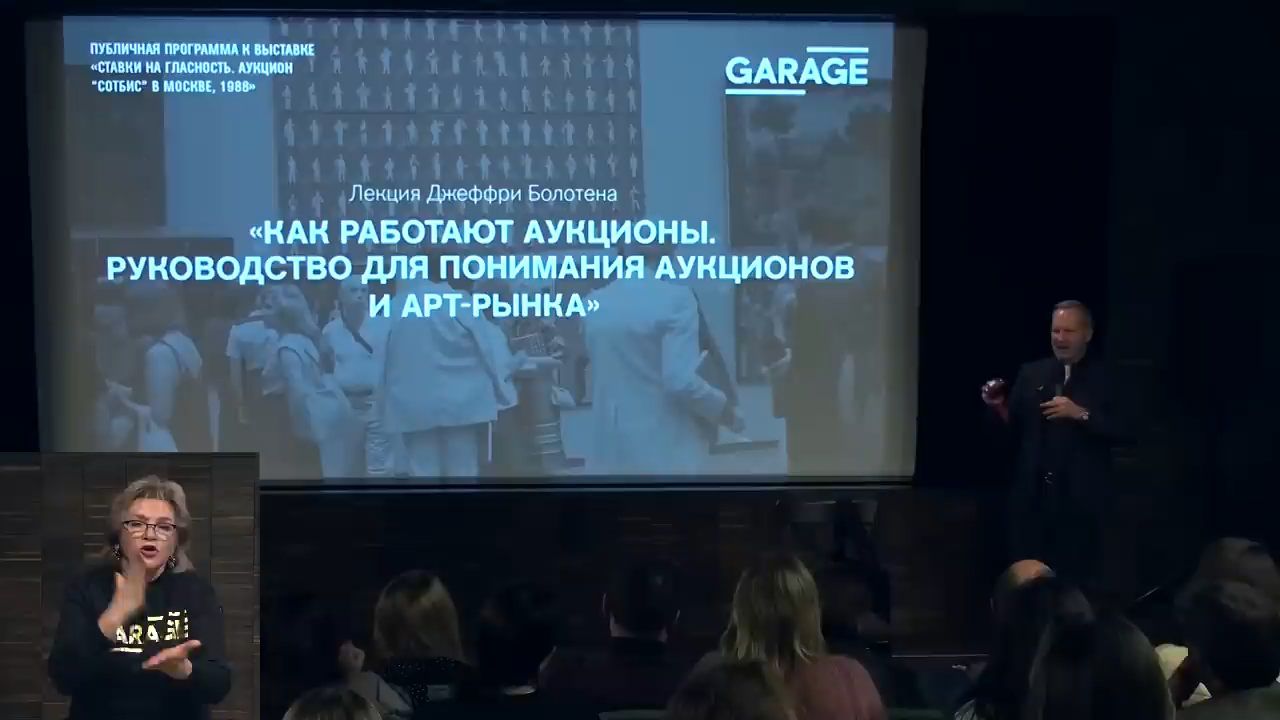 ПУБЛИЧНАЯ ПРОГРАММА К ВЫСТАВКЕ
«СТАВКИ НА ГЛАСНОСТЬ. АУКЦИОН
"СОТБИС" В МОСКВЕ, 1988»
GARAGE
Лекция Джеффри Болотена
«КАК РАБОТАЮТ АУКЦИОНЫ.
РУКОВОДСТВО ДЛЯ ПОНИМАНИЯ АУКЦИОНОВ
И АРТ-РЫНКА»